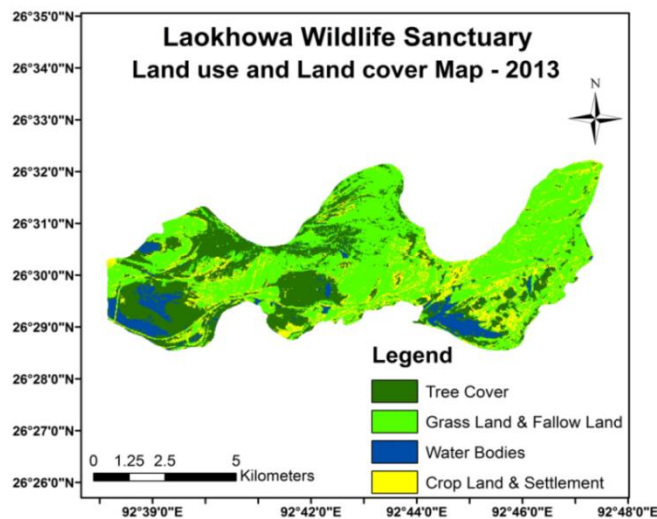 Laokhowa Wildlife Sanctuary
Land use and Land cover Map - 2013
N
26°35'0"N
26°34'0"N
26°33'0"N
26°32'0"N
26°31'0"N
26°30'0"N
26°29'0"N
26°28'0"N
26°27'0"N
26°26'0"N
Legend
Tree Cover
Grass Land & Fallow Land
Water Bodies
Crop Land & Settlement
0 1.25 2.5 5
Kilometers
92°39'0"E 92°42'0"E 92°44'0"E 92°46'0"E 92°48'0"E